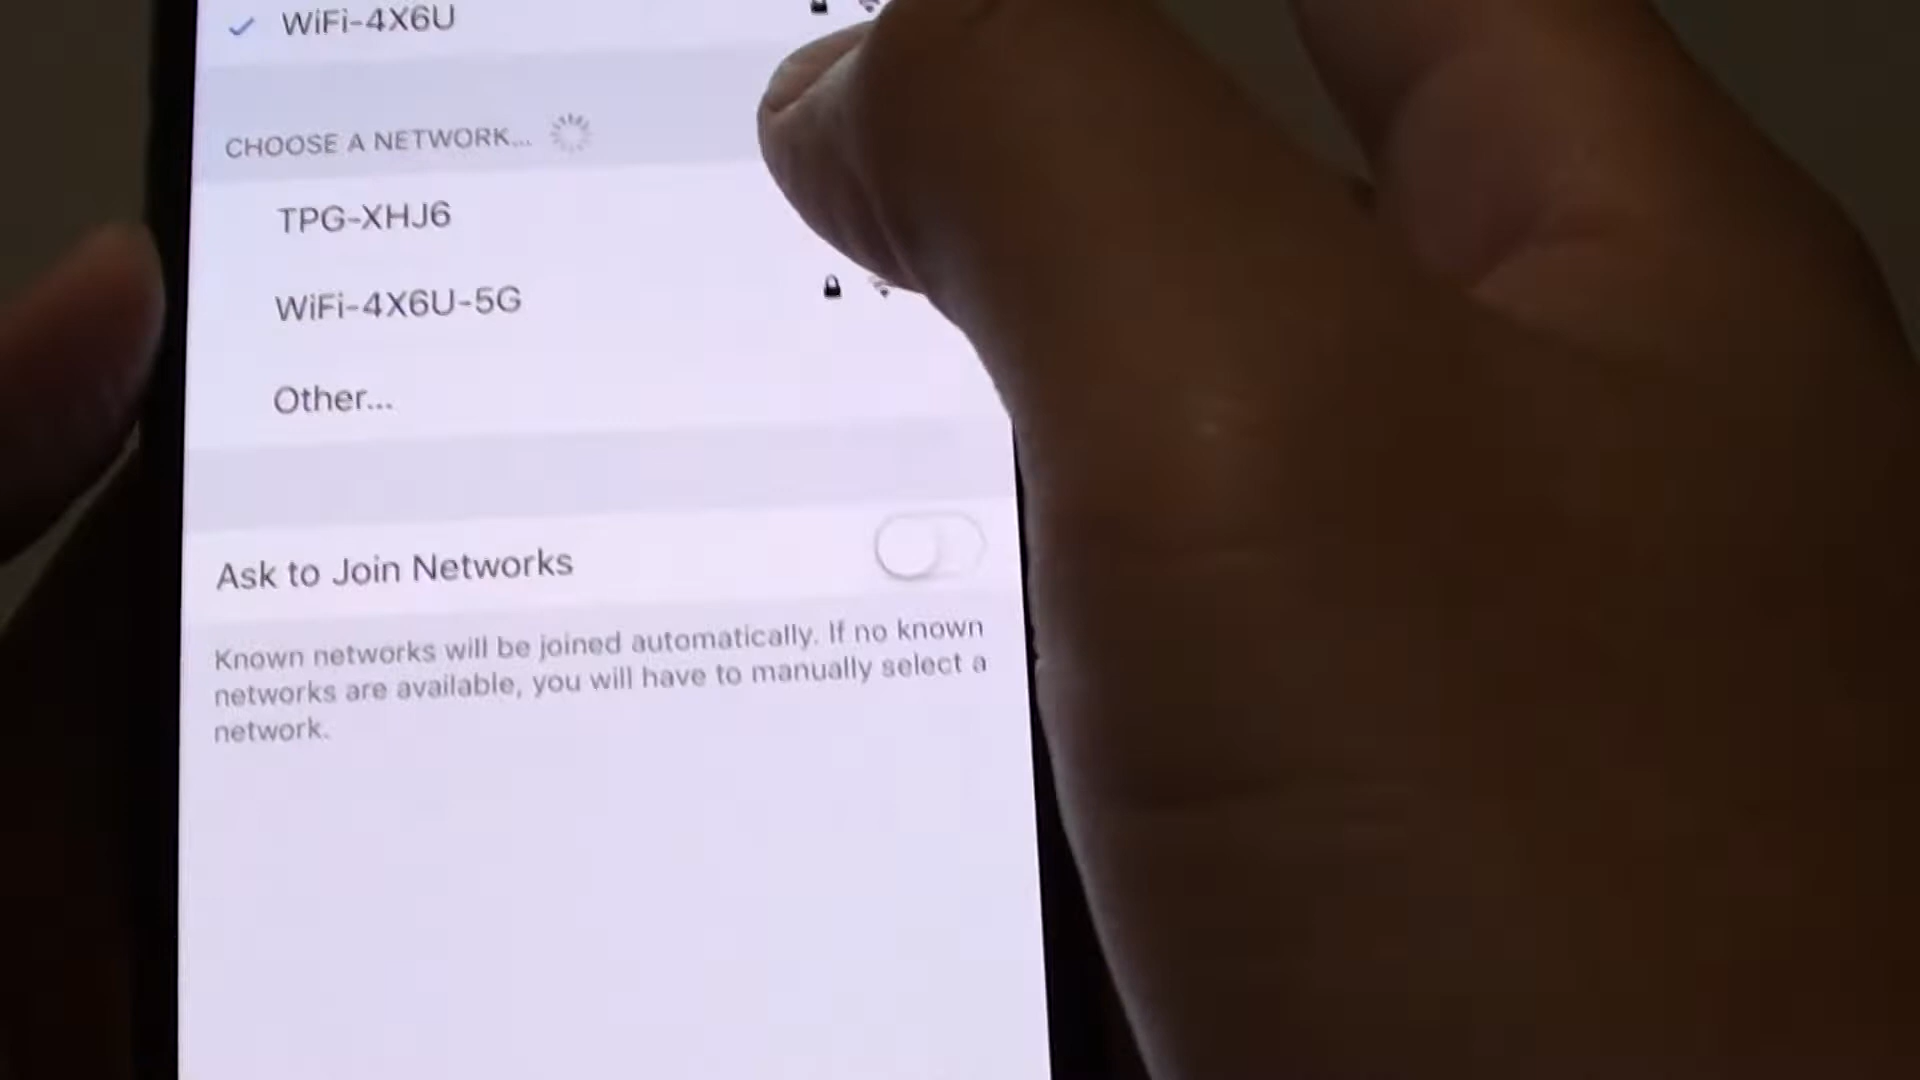 WiFi-4X6U
CHOOSE A NETWORK...
TPG-XHJ6
WiFi-4X6U-5G
Other...
Ask to Join Networks
Known networks will be joined automatically. If no known
networks are available, you will have to manually select a
network.